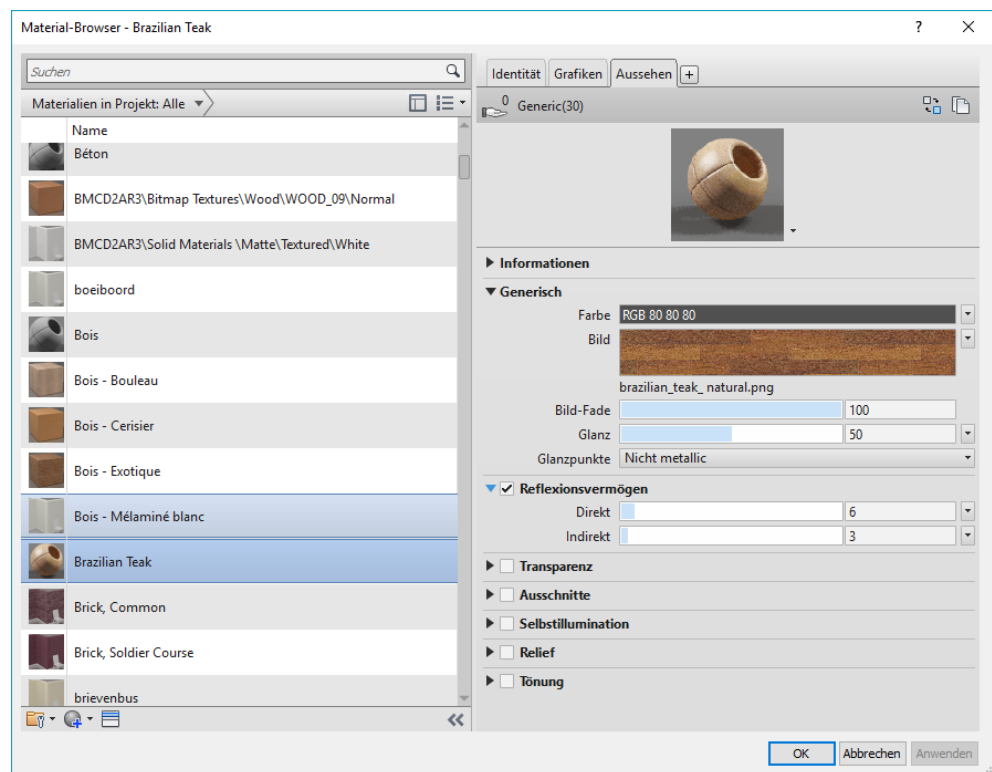 Material-Browser - Brazilian Teak
?
Suchen
Materialien in Projekt: Alle
Name
Béton
BMCD2AR3\Bitmap Textures\Wood\WOOD_09\Normal
BMCD2AR3\Solid Materials \Matte\Textured\White
boeiboord
Bois
Bois - Bouleau
Bois - Cerisier
Bois - Exotique
Bois - Mélaminé blanc
Brazilian Teak
Brick, Common
Brick, Soldier Course
brievenbus
Identität Grafiken Aussehen +
0 Generic(30)
Informationen
Generisch
Farbe RGB 80 80 80
Bild
brazilian_teak_ natural.png
Bild-Fade 100
Glanz 50
Glanzpunkte Nicht metallic
Reflexionsvermögen
Direkt 6
Indirekt 3
Transparenz
Ausschnitte
Selbstillumination
Relief
Tönung
OK Abbrechen Anwenden